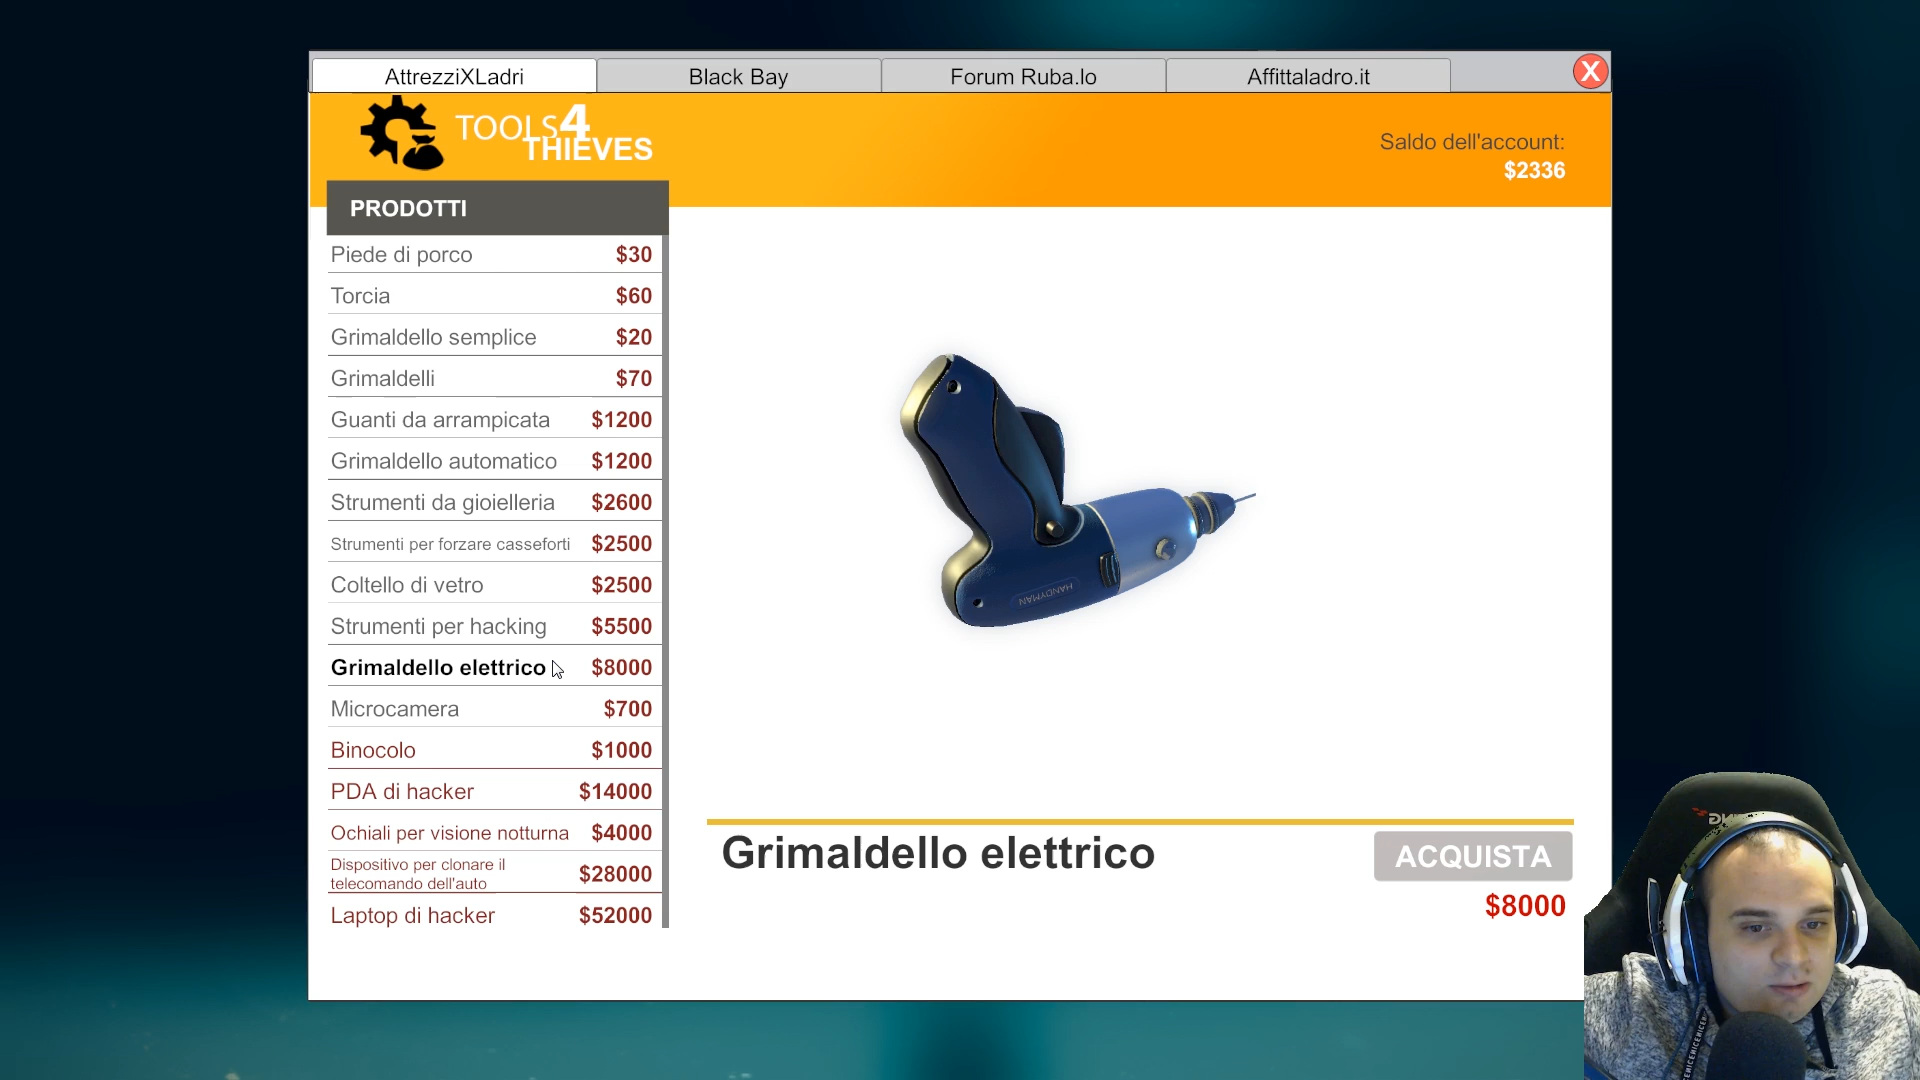 AttrezziXLadri
Black Bay
Forum Ruba.lo
Affittaladro.it
X
TOOLS4
THIEVES
Saldo dell'account:
$2336
PRODOTTI
Piede di porco $30
Torcia $60
Grimaldello semplice $20
Grimaldelli $70
Guanti da arrampicata $1200
Grimaldello automatico $1200
Strumenti da gioielleria $2600
Strumenti per forzare casseforti $2500
Coltello di vetro $2500
Strumenti per hacking $5500
Grimaldello elettrico $8000
Microcamera $700
Binocolo $1000
PDA di hacker $14000
Ochiali per visione notturna $4000
Dispositivo per clonare il
telecomando dell'auto $28000
Laptop di hacker $52000
HANDYMAN
Grimaldello elettrico
ACQUISTA
$8000